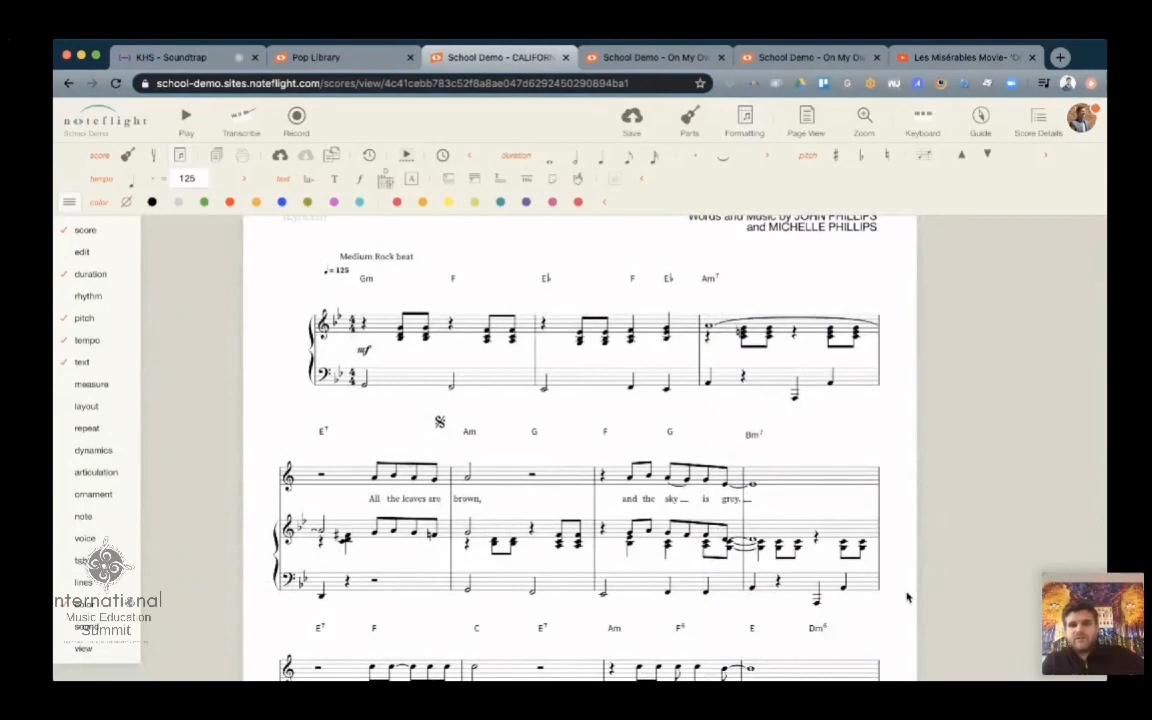 KHS - Soundtrap
Pop Library
School Demo - CALIFORN
School Demo - On My Ow
School Demo - On My Ow
Les Misérables Movie- 'O
school-demo.sites.noteflight.com/scores/view/4c41cebb783c52f8a8ae047d6292450290894ba1
noteflight
School Demo
Play
Transcribe
Record
Save
Parts
Formatting
Page View
Zoom
Keyboard
Guide
Score Details
score
duration
pitch
tempo
= 125
text
color
score
edit
duration
rhythm
pitch
tempo
text
measure
layout
repeat
dynamics
articulation
ornament
note
voice
lines
sound
view
International
Music Education
Summit
Words and Music by JOHN PHILLIPS
and MICHELLE PHILLIPS
Medium Rock beat
♩= 125
Gm F E♭ F E♭ Am7
mf
E7 Am G F G Bm7
All the leaves are brown, and the sky is grey.
E7 F C E7 Am F6 E Dm6